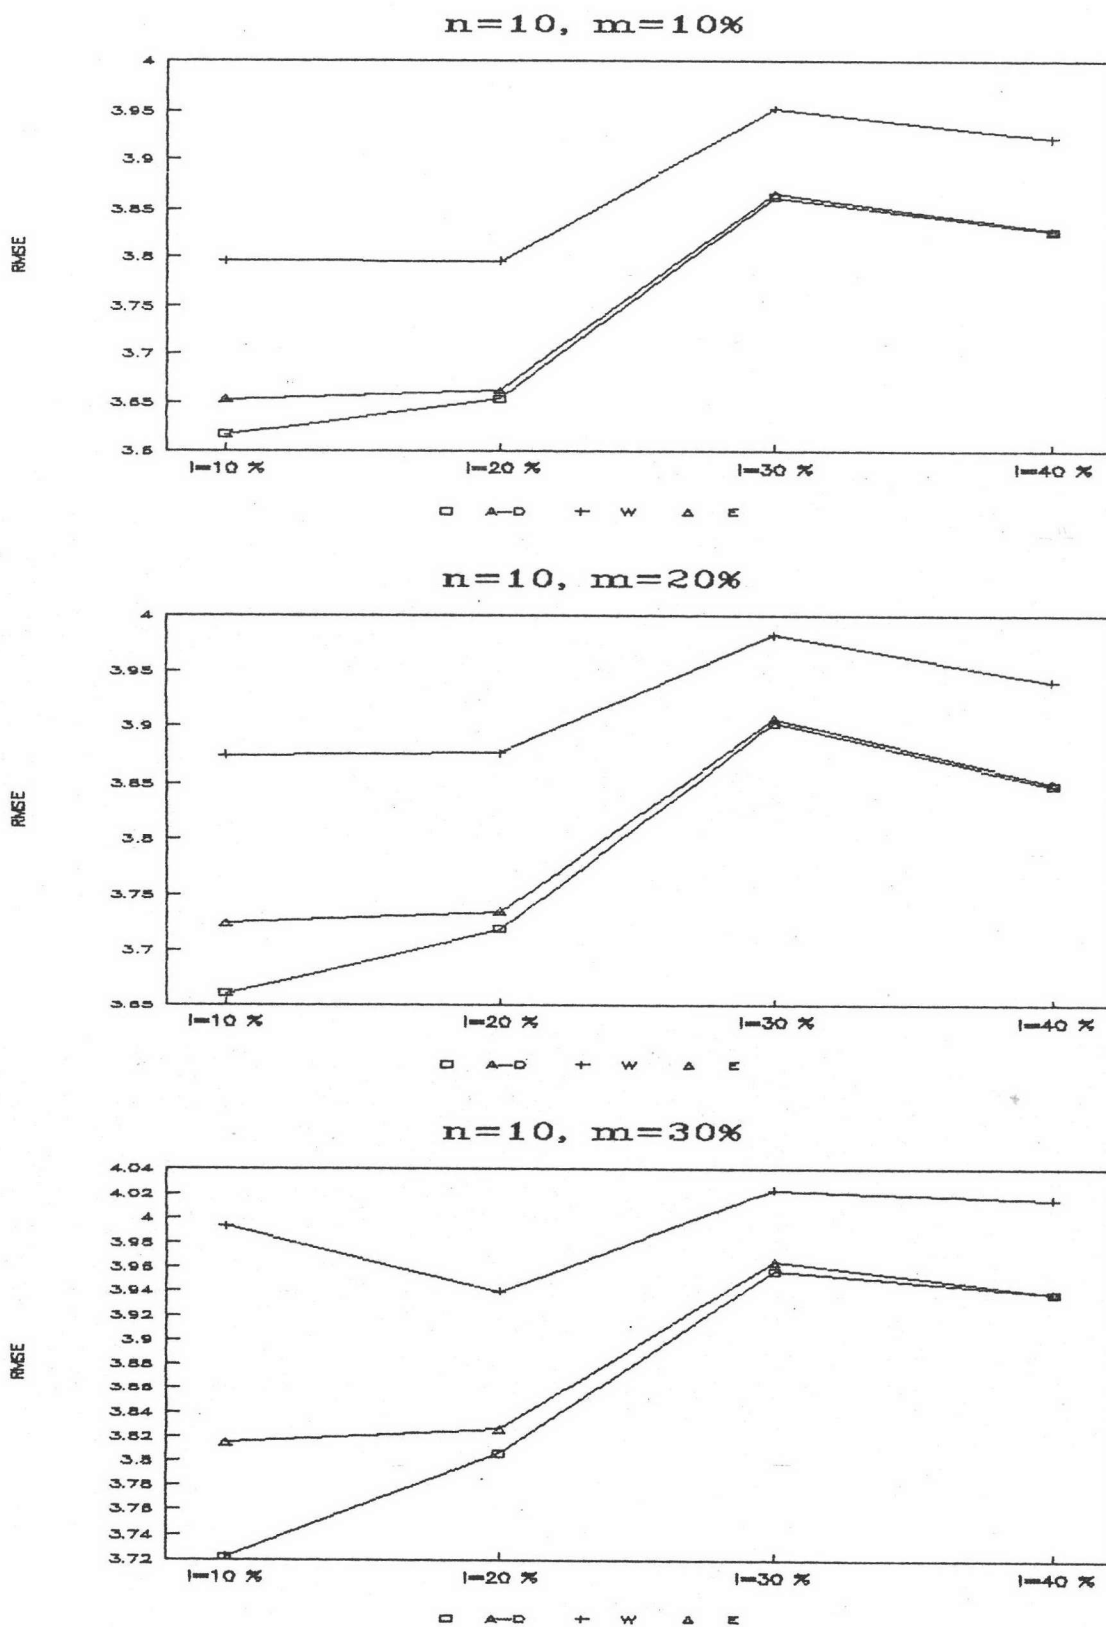 n=10, m=10%
4
3.95
3.9
3.85
3.8
3.75
3.7
3.65
3.6
RMSE
l=10 % l=20 % l=30 % l=40 %
A-D W E
n=10, m=20%
4
3.95
3.9
3.85
3.8
3.75
3.7
3.65
RMSE
l=10 % l=20 % l=30 % l=40 %
A-D W E
n=10, m=30%
4.04
4.02
4
3.98
3.96
3.94
3.92
3.9
3.88
3.86
3.84
3.82
3.8
3.78
3.76
3.74
3.72
RMSE
l=10 % l=20 % l=30 % l=40 %
A-D W E